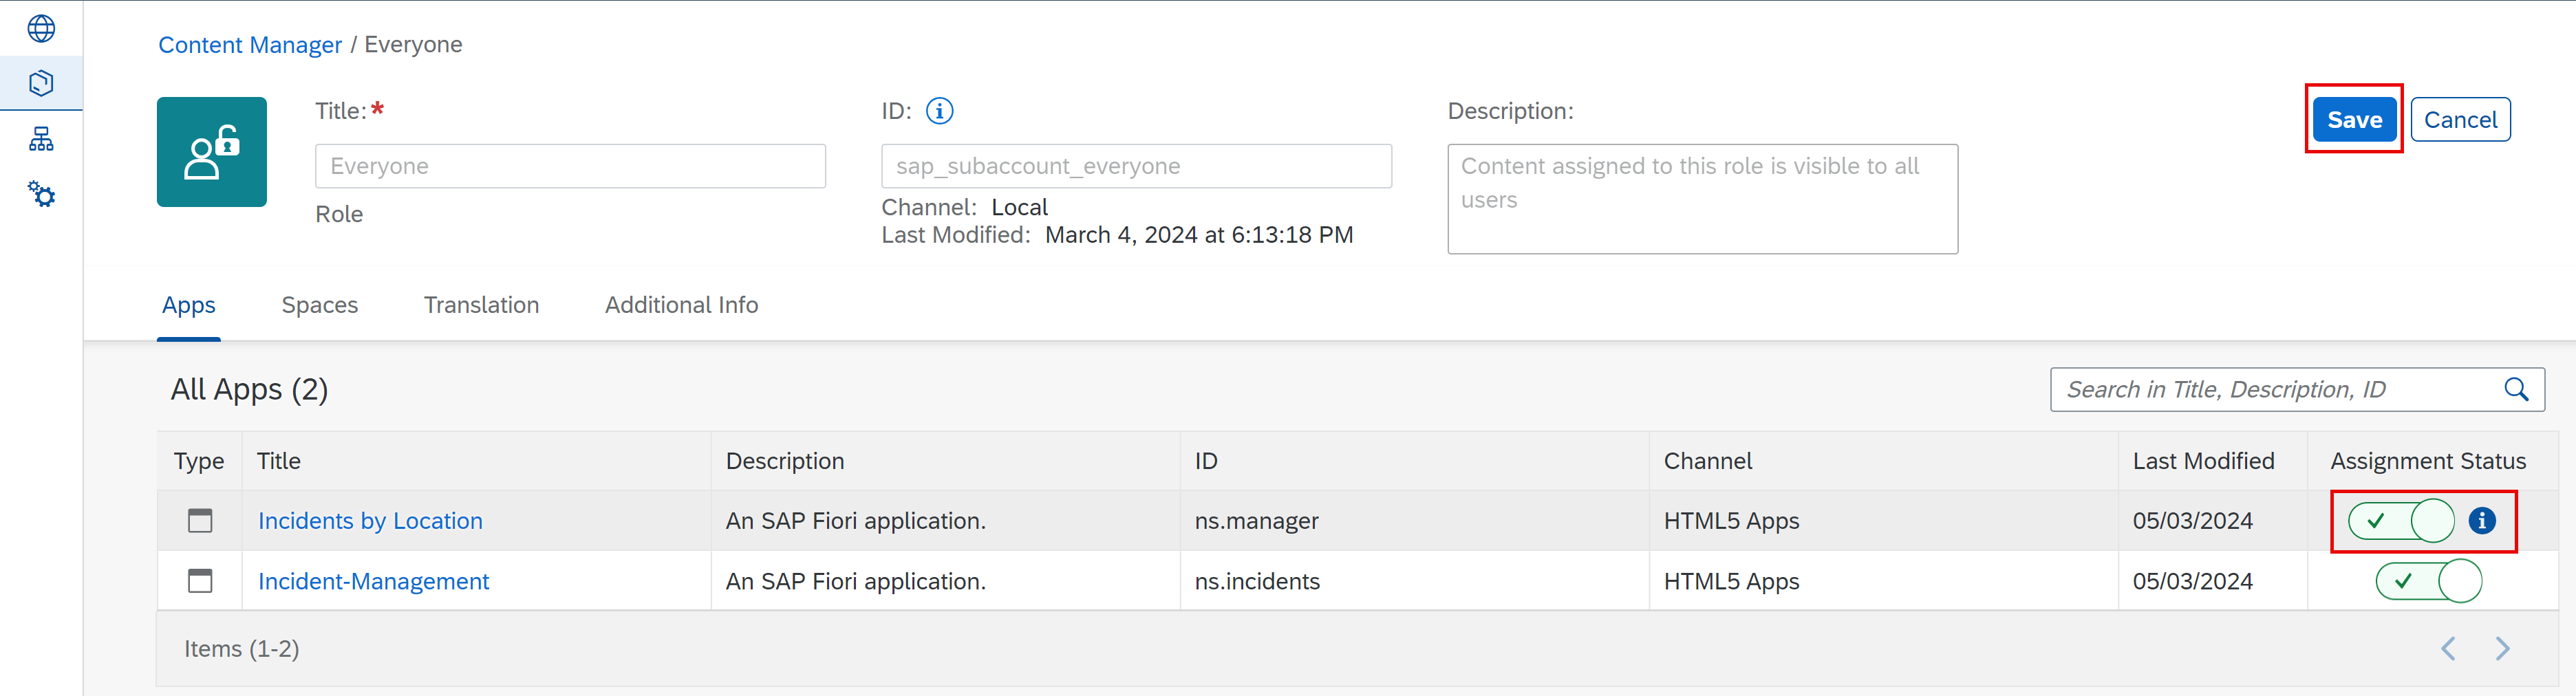 Content Manager / Everyone
Title:*
Everyone
Role
ID:
sap_subaccount_everyone
Channel: Local
Last Modified: March 4, 2024 at 6:13:18 PM
Description:
Content assigned to this role is visible to all
users
Save
Cancel
Apps
Spaces
Translation
Additional Info
All Apps (2)
Search in Title, Description, ID
Type Title Description ID Channel Last Modified Assignment Status
Incidents by Location An SAP Fiori application. ns.manager HTML5 Apps 05/03/2024
Incident-Management An SAP Fiori application. ns.incidents HTML5 Apps 05/03/2024
Items (1-2)